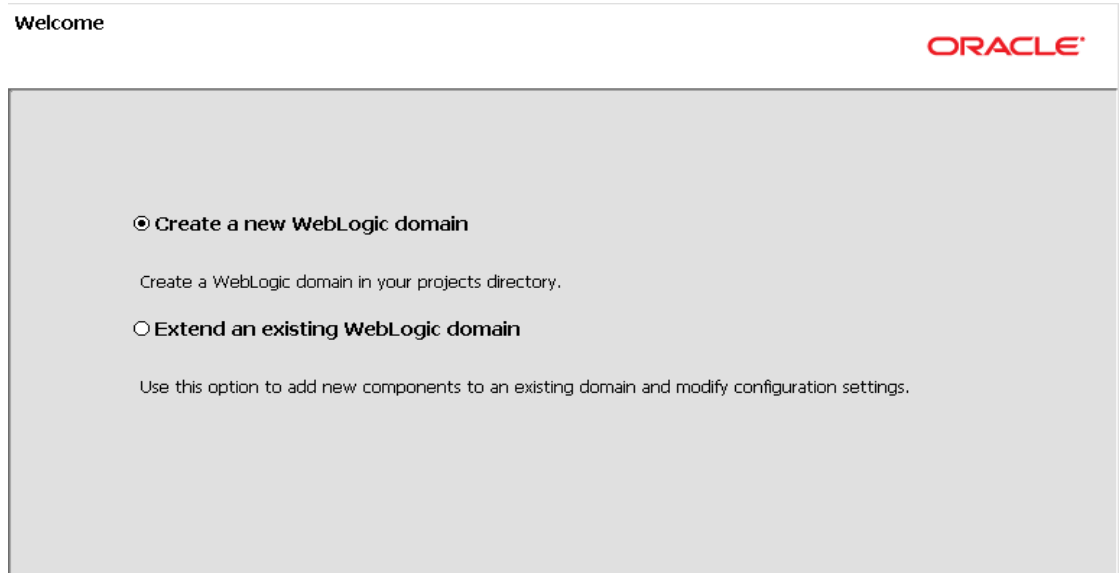 Welcome
ORACLE
Create a new WebLogic domain
Create a WebLogic domain in your projects directory.
Extend an existing WebLogic domain
Use this option to add new components to an existing domain and modify configuration settings.